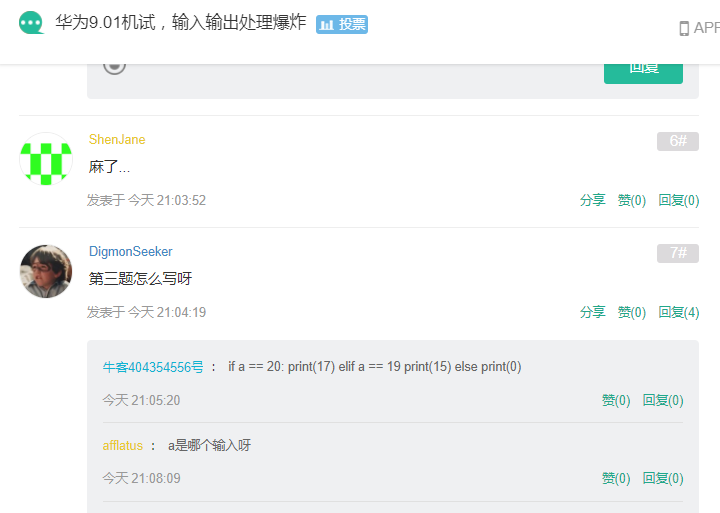 华为9.01机试，输入输出处理爆炸 投票
APP
回复
ShenJane 6#
麻了...
发表于 今天 21:03:52 分享 赞(0) 回复(0)
DigmonSeeker 7#
第三题怎么写呀
发表于 今天 21:04:19 分享 赞(0) 回复(4)
牛客404354556号 ： if a == 20: print(17) elif a == 19 print(15) else print(0)
今天 21:05:20 赞(0) 回复(0)
afflatus ： a是哪个输入呀
今天 21:08:09 赞(0) 回复(0)